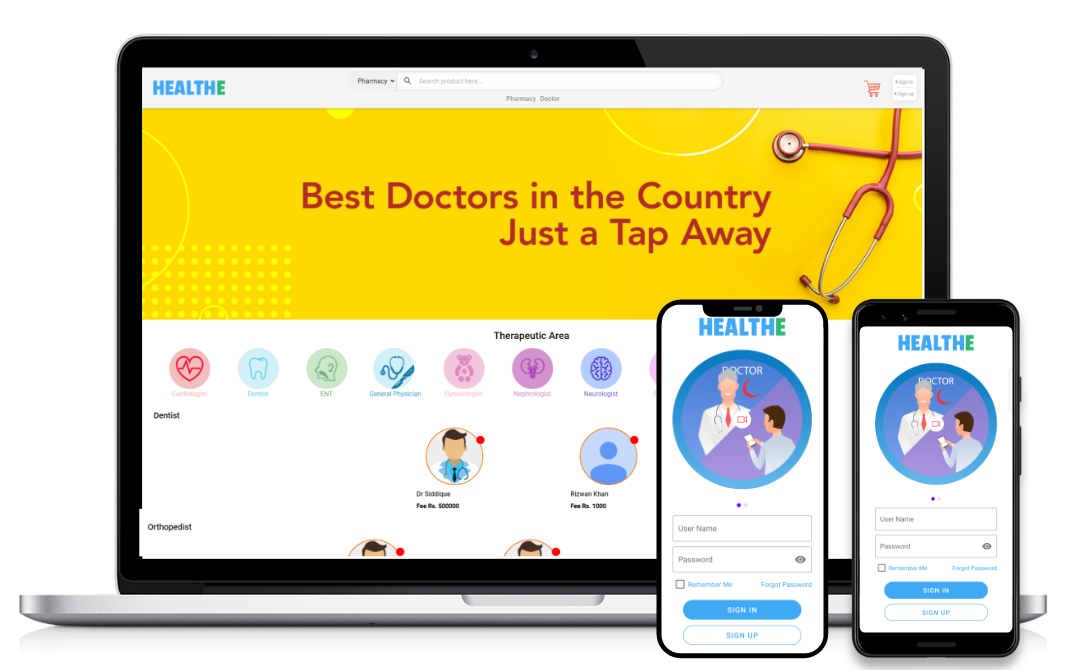 HEALTHE
Pharmacy
Search product here..
Sign in
Sign up
Pharmacy Doctor
Best Doctors in the Country
Just a Tap Away
Therapeutic Area
Cardiologist
Dentist
ENT
General Physician
Gynecologist
Nephrologist
Neurologist
Dentist
Dr Siddique
Fee Rs. 500000
Rizwan Khan
Fee Rs. 1000
Orthopedist
HEALTHE
DOCTOR
User Name
Password
Remember Me
Forgot Password
SIGN IN
SIGN UP
HEALTHE
DOCTOR
User Name
Password
Remember Me
Forgot Password
SIGN IN
SIGN UP